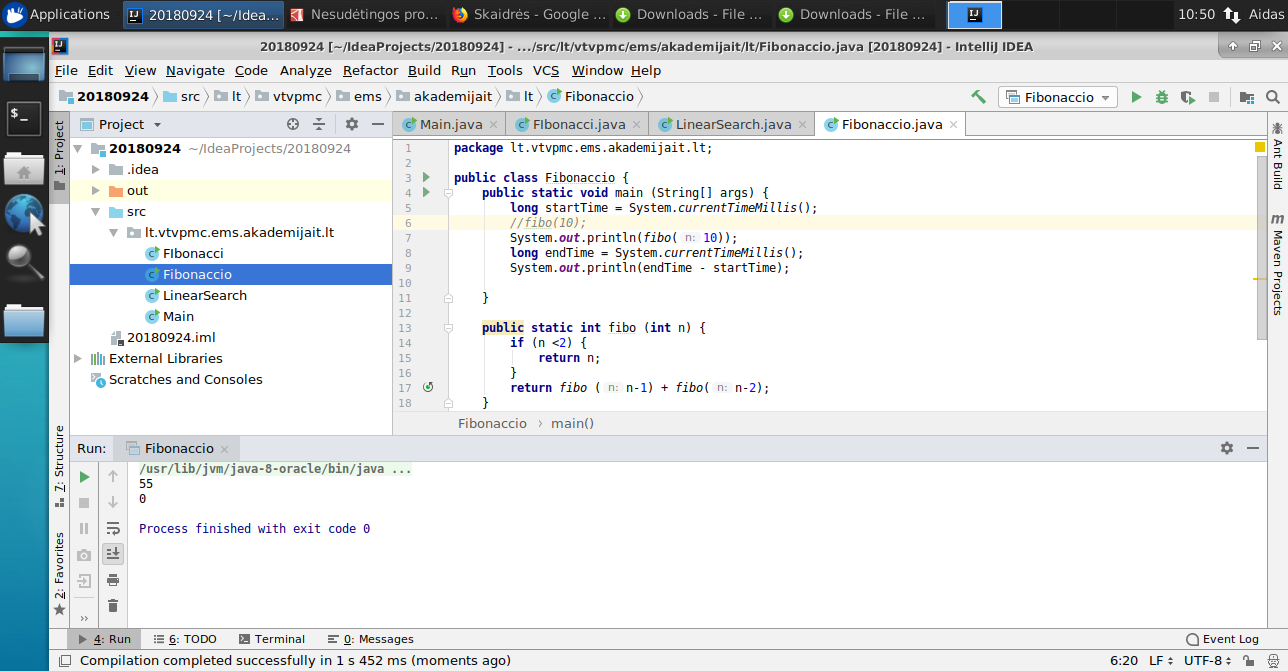 Applications
20180924 [~/Idea...
Nesudėtingos pro...
Skaidrės - Google ...
Downloads - File ...
Downloads - File ...
10:50
Aidas
20180924 [~/IdeaProjects/20180924] - .../src/lt/vtvpmc/ems/akademijait/lt/Fibonaccio.java [20180924] - IntelliJ IDEA
File Edit View Navigate Code Analyze Refactor Build Run Tools VCS Window Help
20180924 src lt vtvpmc ems akademijait lt Fibonaccio
Fibonaccio
1: Project
Project
Main.java
FIbonacci.java
LinearSearch.java
Fibonaccio.java
20180924 ~/IdeaProjects/20180924
.idea
out
src
lt.vtvpmc.ems.akademijait.lt
FIbonacci
Fibonaccio
LinearSearch
Main
20180924.iml
External Libraries
Scratches and Consoles
1 package lt.vtvpmc.ems.akademijait.lt;
2
3 public class Fibonaccio {
4 public static void main (String[] args) {
5 long startTime = System.currentTimeMillis();
6 //fibo(10);
7 System.out.println(fibo( n: 10));
8 long endTime = System.currentTimeMillis();
9 System.out.println(endTime - startTime);
10
11 }
12
13 public static int fibo (int n) {
14 if (n <2) {
15 return n;
16 }
17 return fibo ( n: n-1) + fibo( n: n-2);
18 }
Fibonaccio › main()
Ant Build
m Maven Projects
7: Structure
2: Favorites
Run: Fibonaccio
/usr/lib/jvm/java-8-oracle/bin/java ...
55
0
Process finished with exit code 0
4: Run
6: TODO
Terminal
0: Messages
Event Log
Compilation completed successfully in 1 s 452 ms (moments ago)
6:20 LF UTF-8